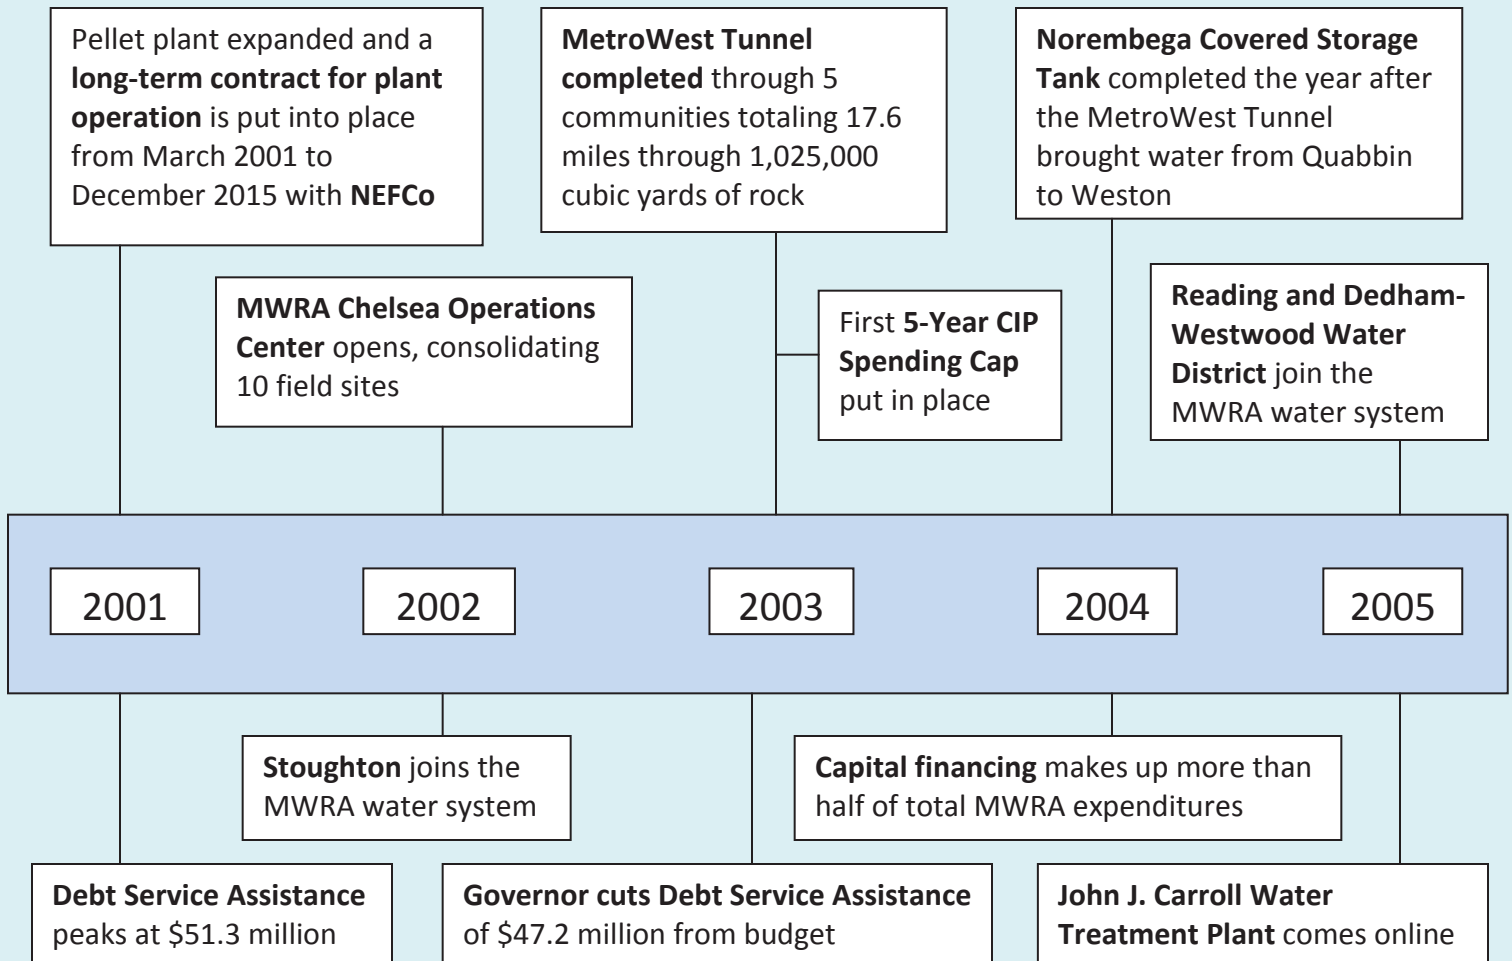 Pellet plant expanded and a
long-term contract for plant
operation is put into place
from March 2001 to
December 2015 with NEFCo
MetroWest Tunnel
completed through 5
communities totaling 17.6
miles through 1,025,000
cubic yards of rock
Norembega Covered Storage
Tank completed the year after
the MetroWest Tunnel
brought water from Quabbin
to Weston
MWRA Chelsea Operations
Center opens, consolidating
10 field sites
First 5-Year CIP
Spending Cap
put in place
Reading and Dedham-
Westwood Water
District join the
MWRA water system
2001
2002
2003
2004
2005
Stoughton joins the
MWRA water system
Capital financing makes up more than
half of total MWRA expenditures
Debt Service Assistance
peaks at $51.3 million
Governor cuts Debt Service Assistance
of $47.2 million from budget
John J. Carroll Water
Treatment Plant comes online